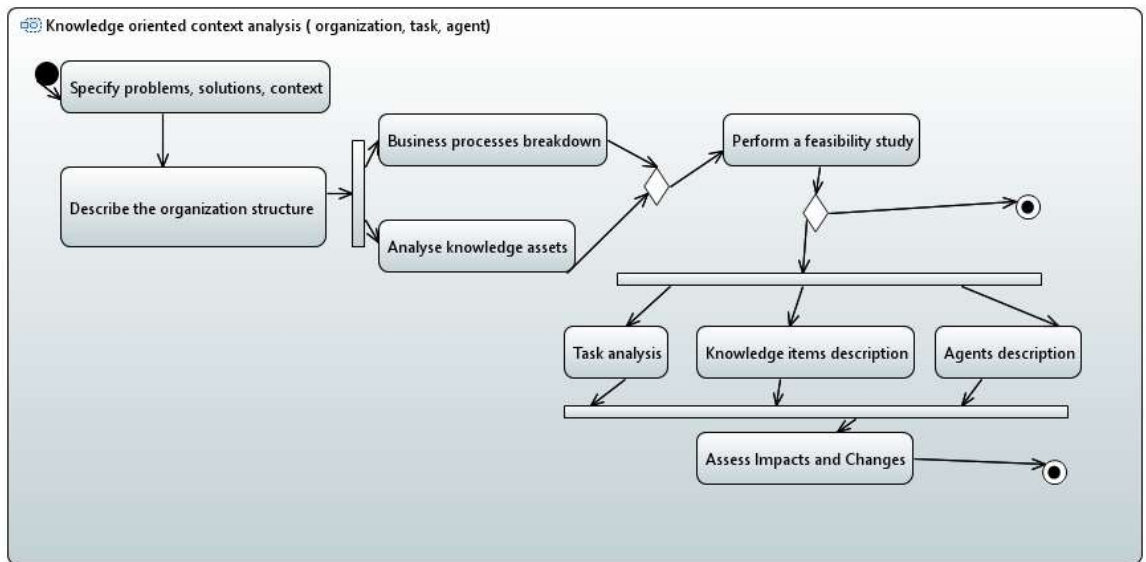 Knowledge oriented context analysis ( organization, task, agent)
Specify problems, solutions, context
Business processes breakdown
Perform a feasibility study
Describe the organization structure
Analyse knowledge assets
Task analysis
Knowledge items description
Agents description
Assess Impacts and Changes